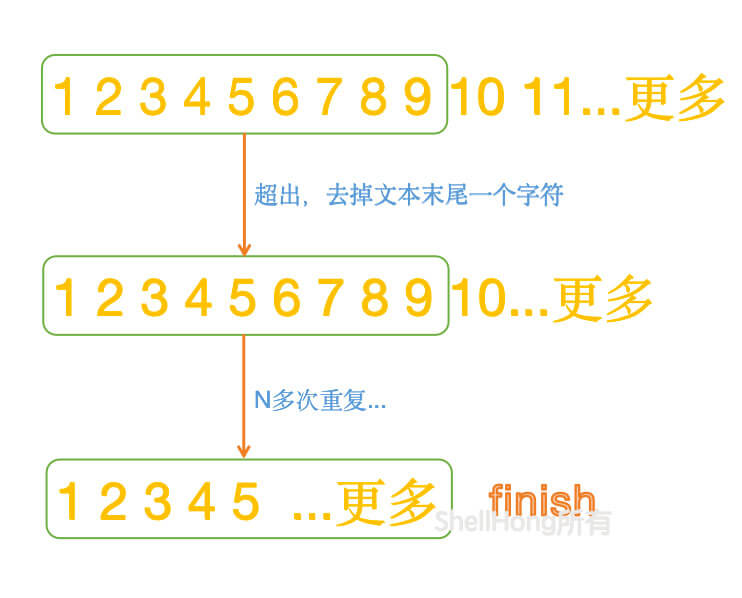 1 2 3 4 5 6 7 8 9 10 11...更多
超出，去掉文本末尾一个字符
1 2 3 4 5 6 7 8 9 10...更多
N多次重复...
1 2 3 4 5 ...更多 finish
ShellHong所有